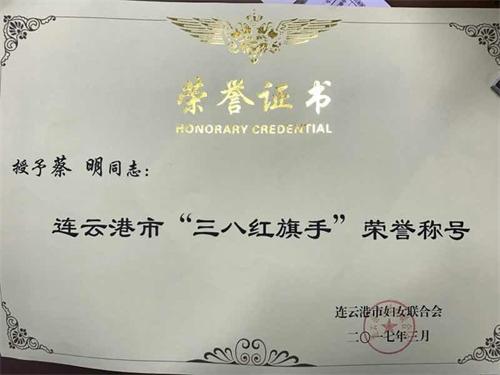 荣誉证书
HONORARY CREDENTIAL
授予蔡 明同志：
连云港市“三八红旗手”荣誉称号
连云港市妇女联合会
二〇一七年三月